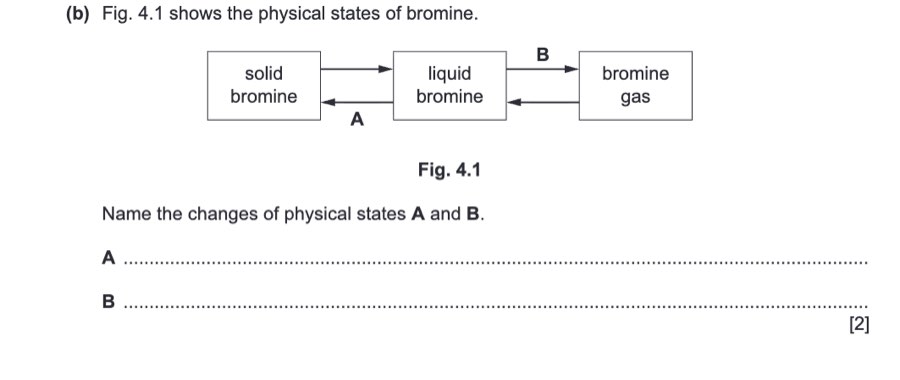 (b) Fig. 4.1 shows the physical states of bromine.
B
solid
bromine
liquid
bromine
bromine
gas
A
Fig. 4.1
Name the changes of physical states A and B.
A ........................................................................................................................................
B ........................................................................................................................................
[2]